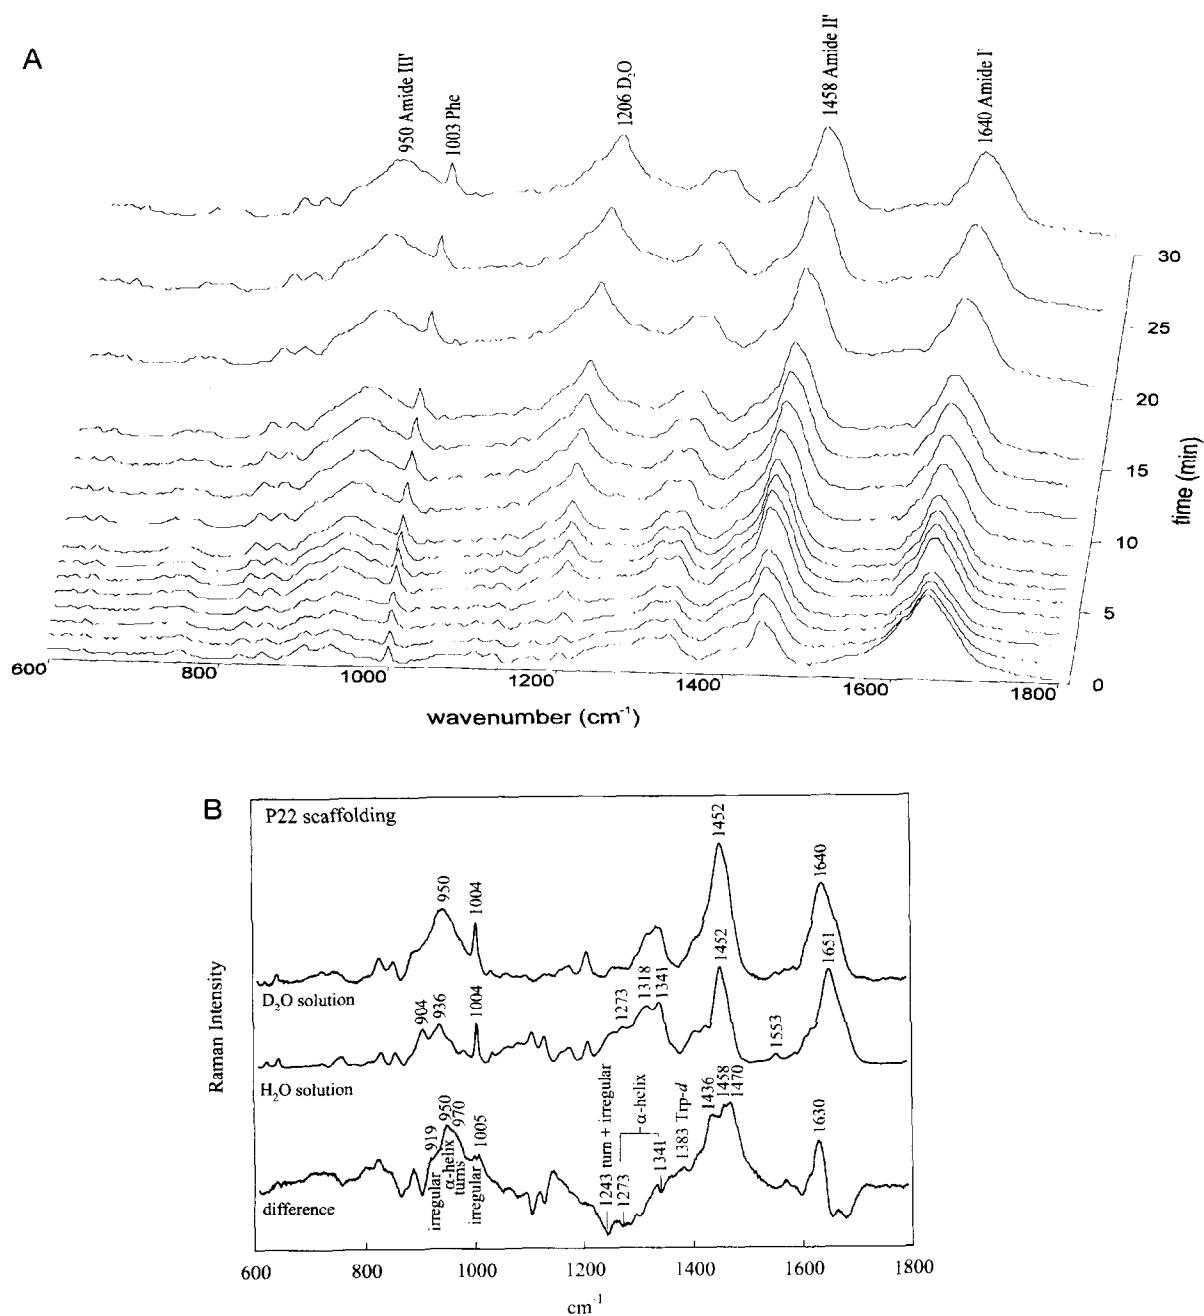 A
950 Amide III'
1003 Phe
1206 D2O
1458 Amide II'
1640 Amide I'
30
25
20
15
10
5
0
time (min)
600
800
1000
1200
1400
1600
1800
wavenumber (cm-1)
B
P22 scaffolding
Raman Intensity
950
1004
1452
1640
D2O solution
904
936
1004
1273
1318
1341
1452
1553
1651
H2O solution
919
950
970
1005
irregular
α-helix
turns
irregular
1243 turn + irregular
1273
α-helix
1341
1383 Trp-d
1436
1458
1470
1630
difference
600
800
1000
1200
1400
1600
1800
cm-1